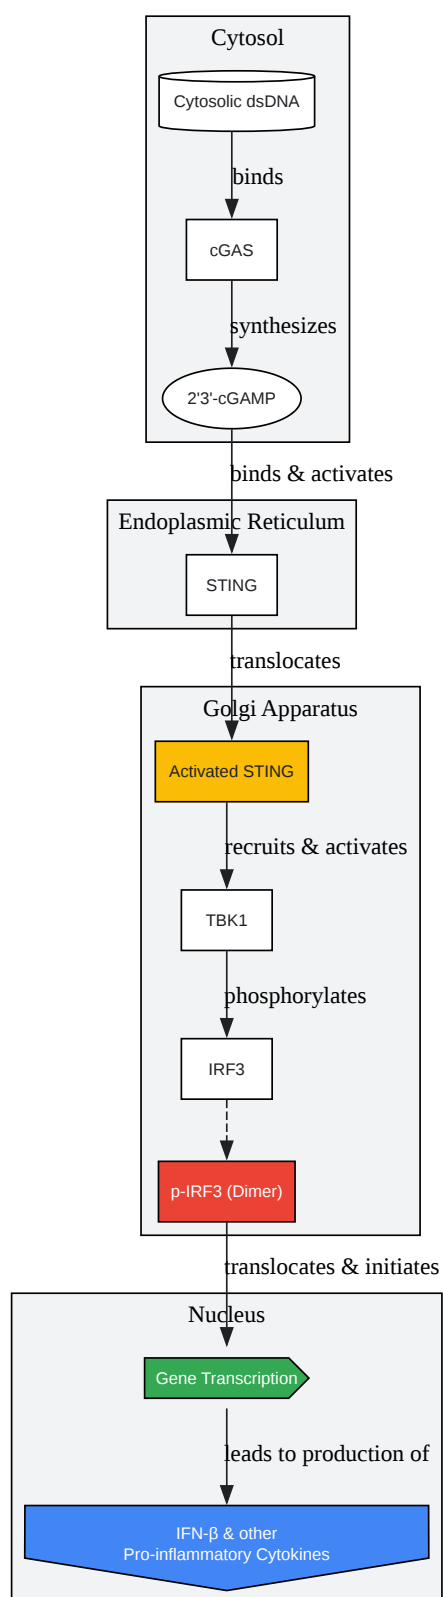 Cytosol
Cytosolic dsDNA
binds
cGAS
synthesizes
2'3'-cGAMP
binds & activates
Endoplasmic Reticulum
STING
translocates
Golgi Apparatus
Activated STING
recruits & activates
TBK1
phosphorylates
IRF3
p-IRF3 (Dimer)
translocates & initiates
Nucleus
Gene Transcription
leads to production of
IFN-β & other
Pro-inflammatory Cytokines